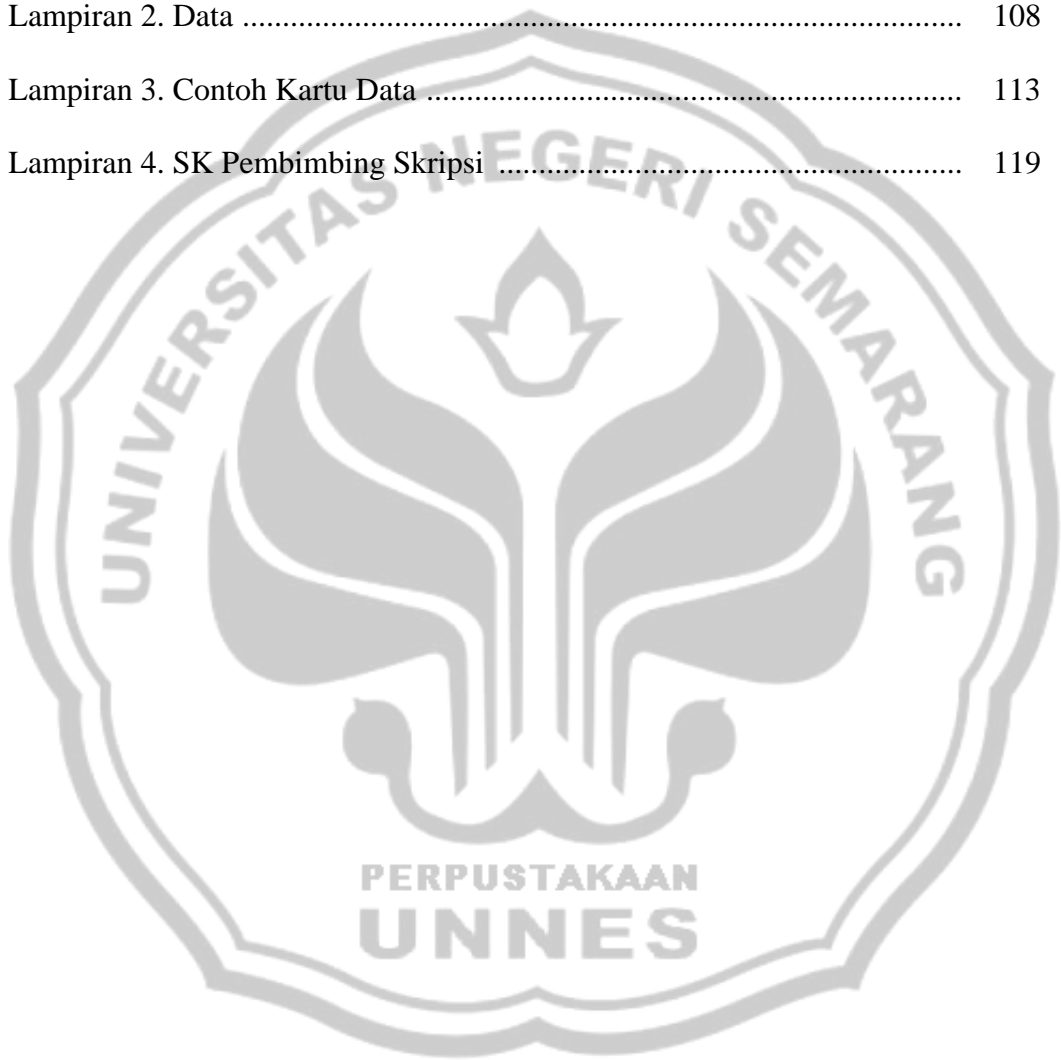 Lampiran 2. Data ......................................................................................... 108
Lampiran 3. Contoh Kartu Data .................................................................. 113
Lampiran 4. SK Pembimbing Skripsi ......................................................... 119
UNIVERSITAS NEGERI SEMARANG
PERPUSTAKAAN
UNNES